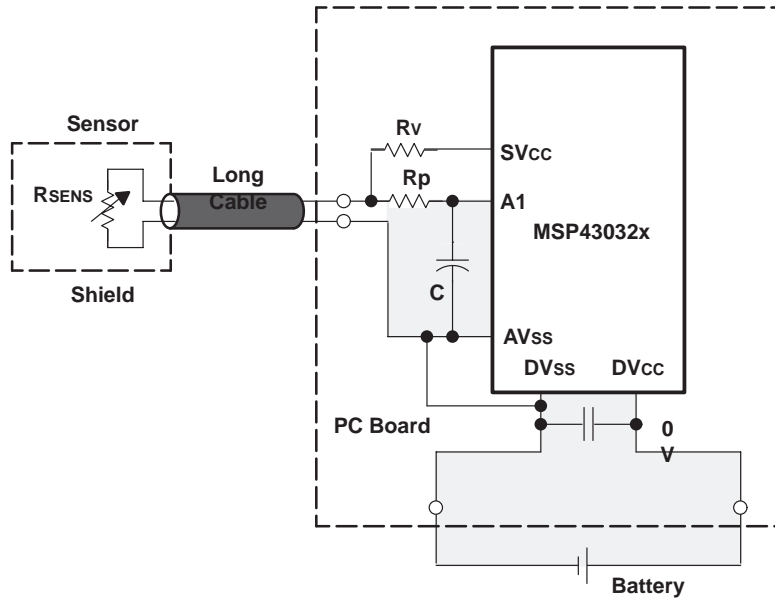 Sensor
RSENS
Shield
Long
Cable
RV
Rp
C
SVCC
A1
MSP43032x
AVSS
DVSS DVCC
PC Board
0
V
Battery